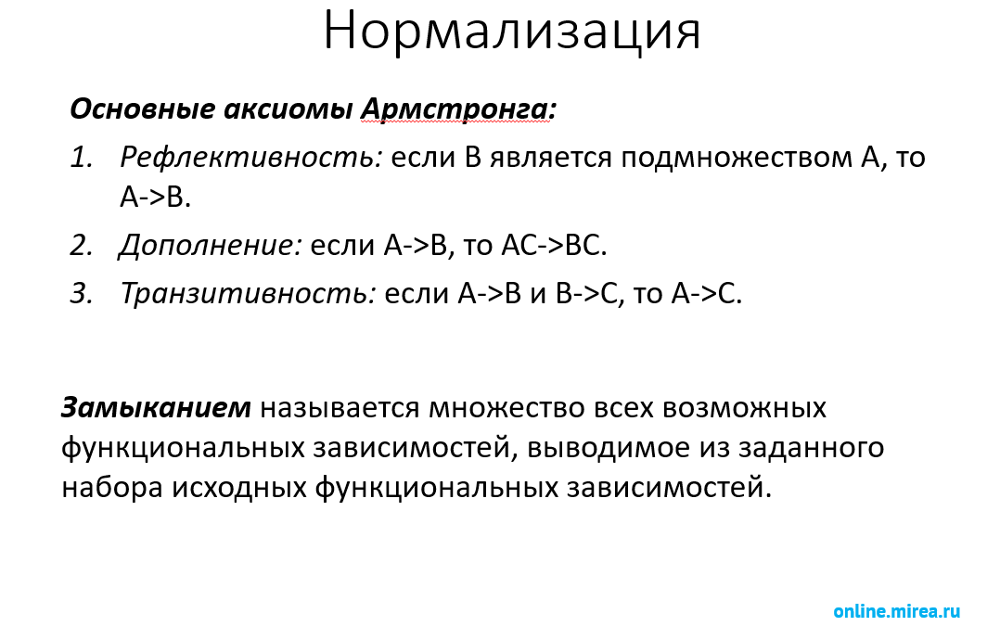 Нормализация
Основные аксиомы Армстронга:
1. Рефлективность: если B является подмножеством A, то
A->B.
2. Дополнение: если A->B, то AC->BC.
3. Транзитивность: если A->B и B->C, то A->C.
Замыканием называется множество всех возможных
функциональных зависимостей, выводимое из заданного
набора исходных функциональных зависимостей.
online.mirea.ru